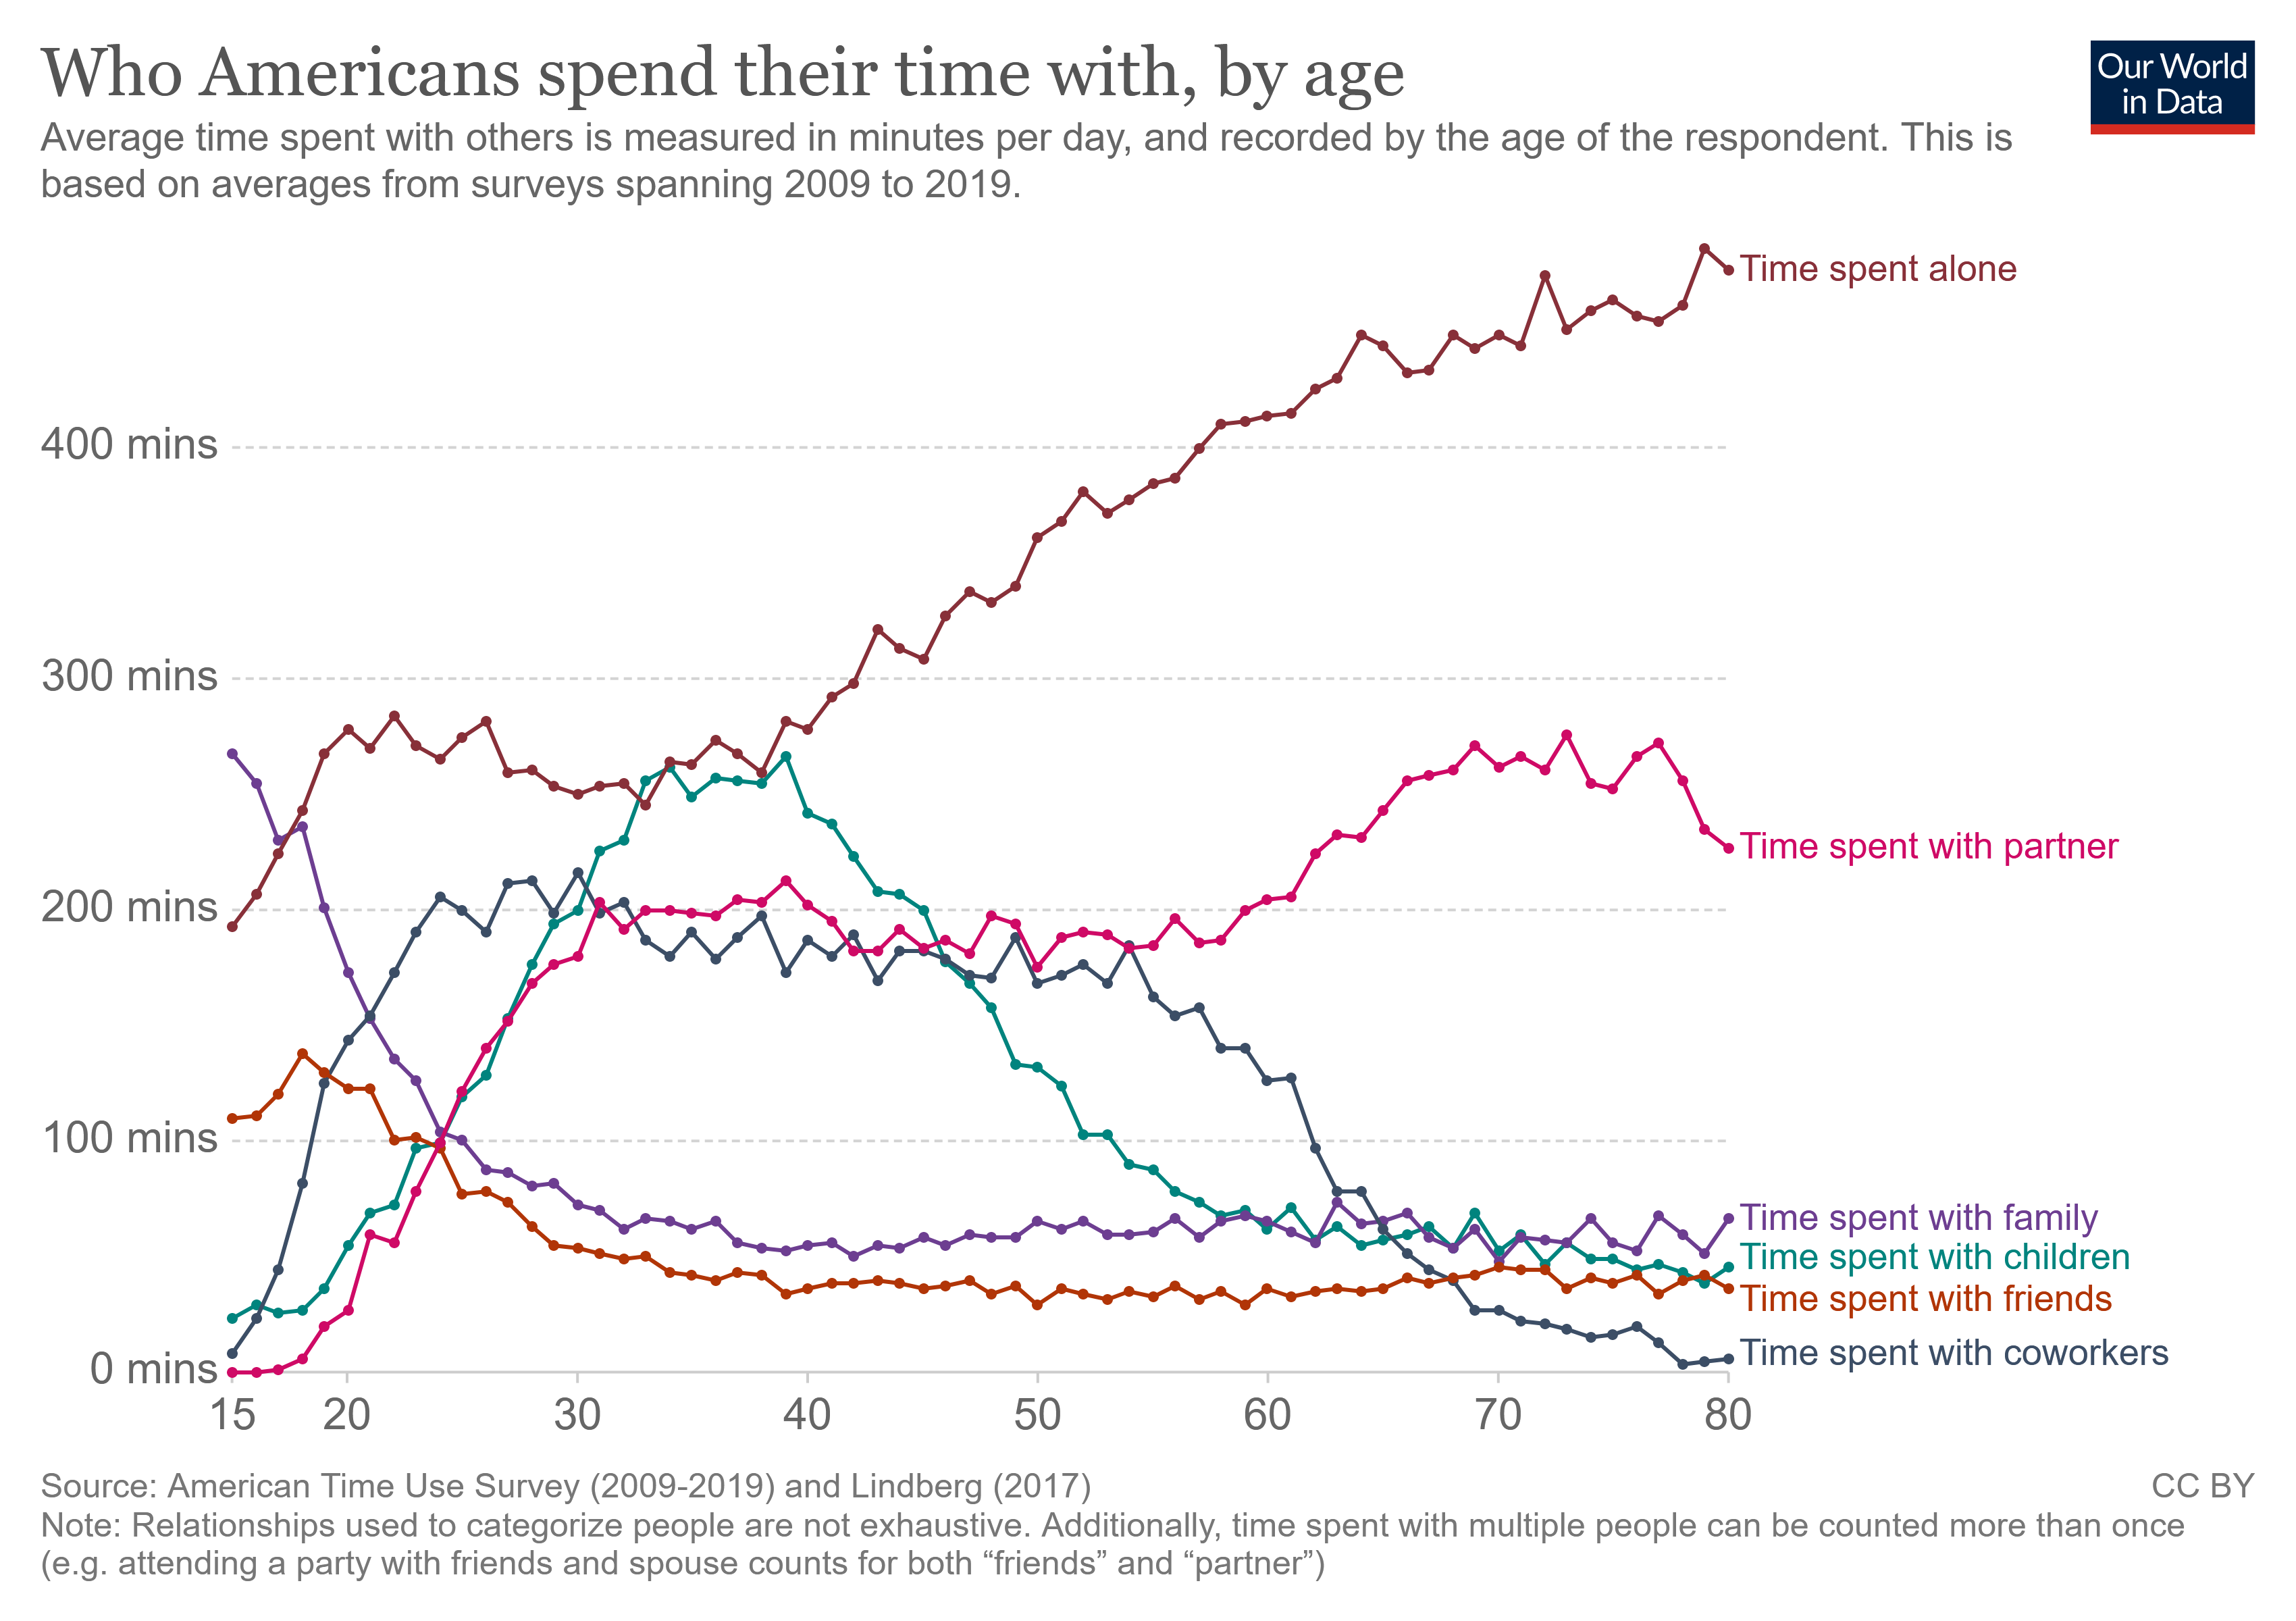 Who Americans spend their time with, by age
Our World
in Data
Average time spent with others is measured in minutes per day, and recorded by the age of the respondent. This is
based on averages from surveys spanning 2009 to 2019.
Time spent alone
400 mins
300 mins
Time spent with partner
200 mins
100 mins
Time spent with family
Time spent with children
Time spent with friends
Time spent with coworkers
0 mins
15 20 30 40 50 60 70 80
Source: American Time Use Survey (2009-2019) and Lindberg (2017)
CC BY
Note: Relationships used to categorize people are not exhaustive. Additionally, time spent with multiple people can be counted more than once
(e.g. attending a party with friends and spouse counts for both “friends” and “partner”)